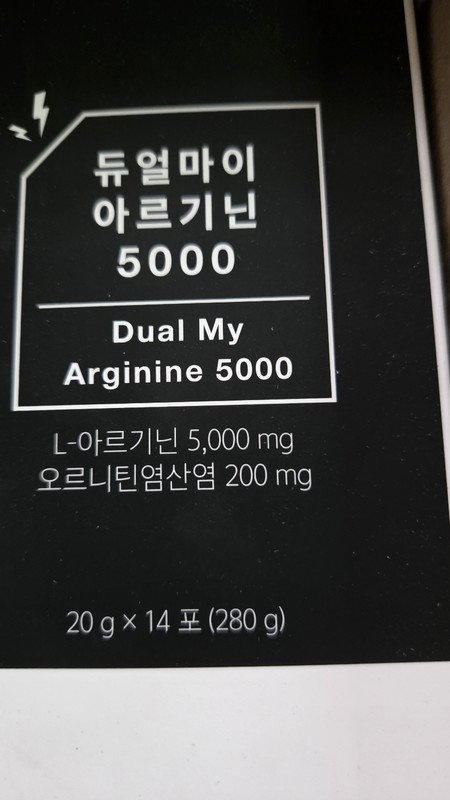 듀얼마이
아르기닌
5000
Dual My
Arginine 5000
L-아르기닌 5,000 mg
오르니틴염산염 200 mg
20 g × 14 포 (280 g)